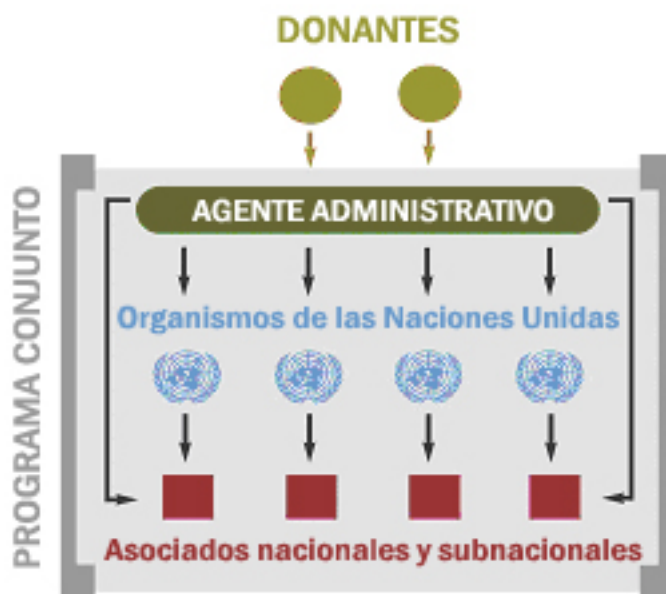 DONANTES
PROGRAMA CONJUNTO
AGENTE ADMINISTRATIVO
Organismos de las Naciones Unidas
Asociados nacionales y subnacionales